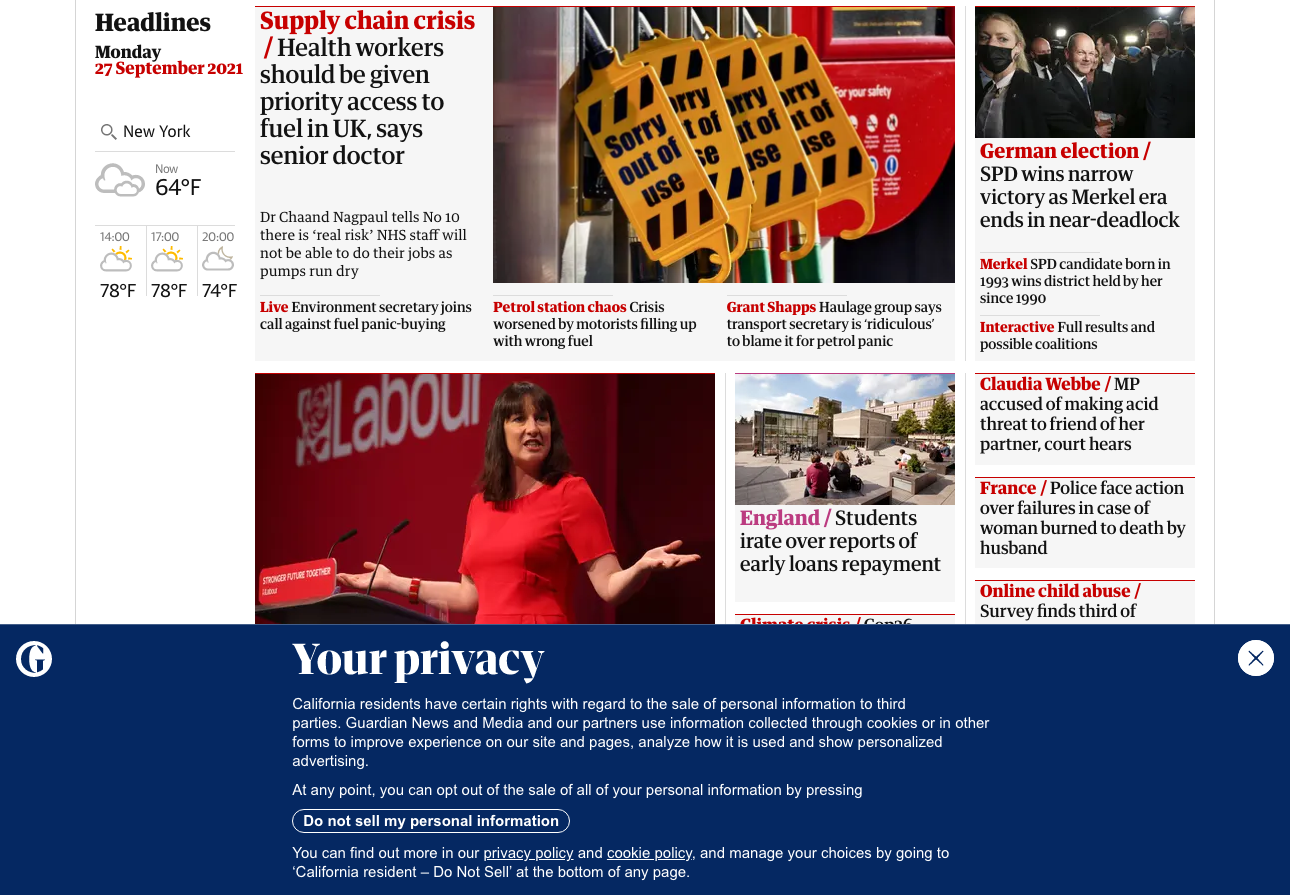 Headlines
Monday
27 September 2021
New York
Now
64°F
14:00
17:00
20:00
78°F
78°F
74°F
Supply chain crisis
/ Health workers
should be given
priority access to
fuel in UK, says
senior doctor
Dr Chaand Nagpaul tells No 10
there is ‘real risk’ NHS staff will
not be able to do their jobs as
pumps run dry
For your safety
Sorry
out of
use
orry
t of
se
orry
t of
use
orry
t of
use
Live Environment secretary joins
call against fuel panic-buying
Petrol station chaos Crisis
worsened by motorists filling up
with wrong fuel
Grant Shapps Haulage group says
transport secretary is ‘ridiculous’
to blame it for petrol panic
German election /
SPD wins narrow
victory as Merkel era
ends in near-deadlock
Merkel SPD candidate born in
1993 wins district held by her
since 1990
Interactive Full results and
possible coalitions
Labour
STRONGER FUTURE TOGETHER
Labour
England / Students
irate over reports of
early loans repayment
Climate crisis / Cop26
Claudia Webbe / MP
accused of making acid
threat to friend of her
partner, court hears
France / Police face action
over failures in case of
woman burned to death by
husband
Online child abuse /
Survey finds third of
G
Your privacy
California residents have certain rights with regard to the sale of personal information to third
parties. Guardian News and Media and our partners use information collected through cookies or in other
forms to improve experience on our site and pages, analyze how it is used and show personalized
advertising.
At any point, you can opt out of the sale of all of your personal information by pressing
Do not sell my personal information
You can find out more in our privacy policy and cookie policy, and manage your choices by going to
‘California resident – Do Not Sell’ at the bottom of any page.